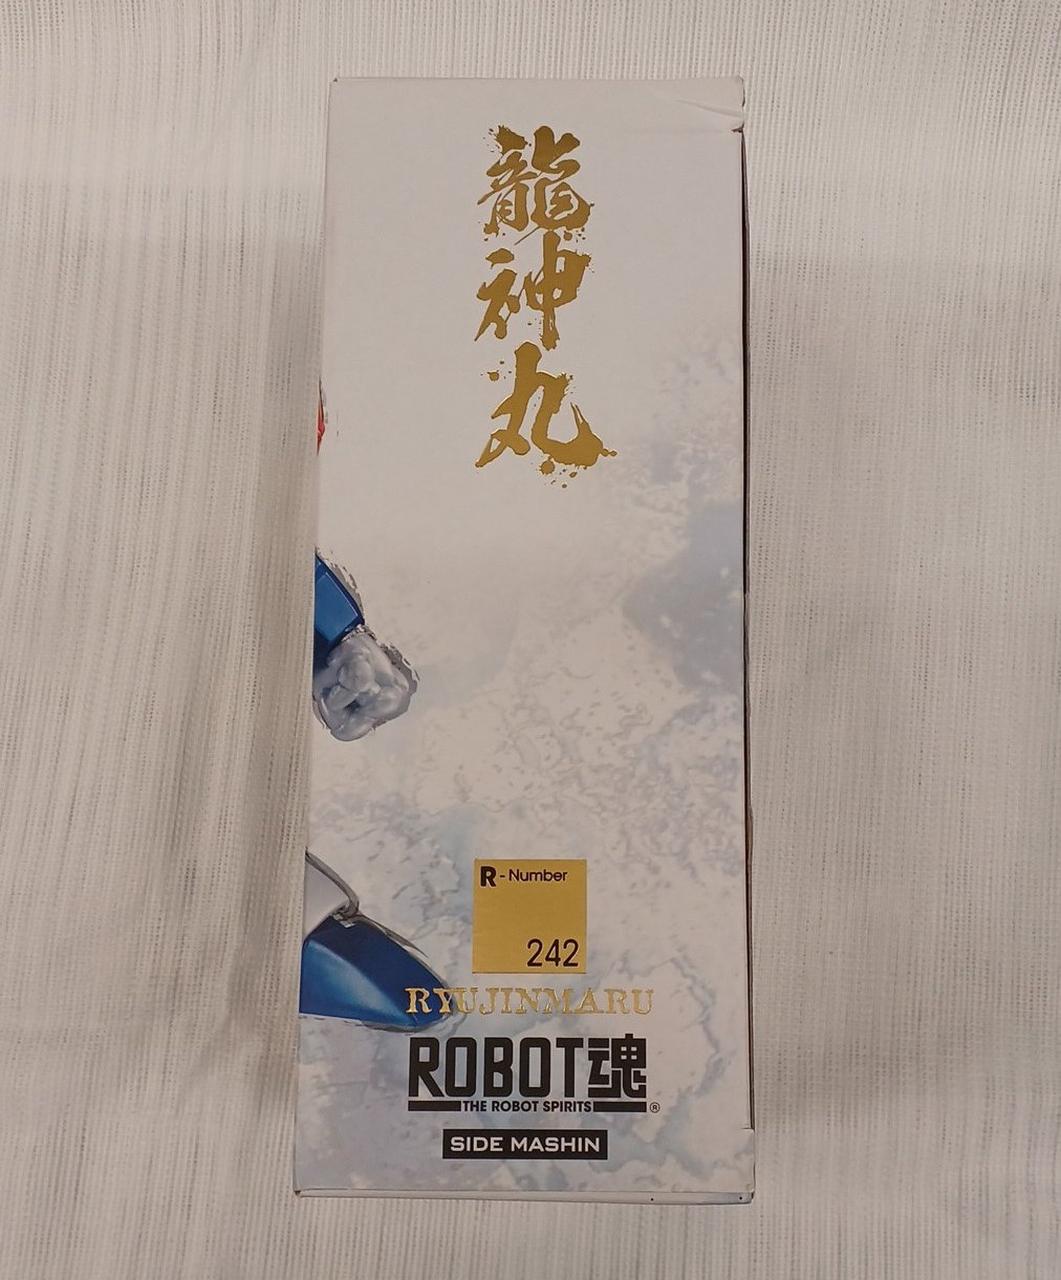 龍神丸
R-Number
242
RYUJINMARU
ROBOT魂
THE ROBOT SPIRITS ®
SIDE MASHIN